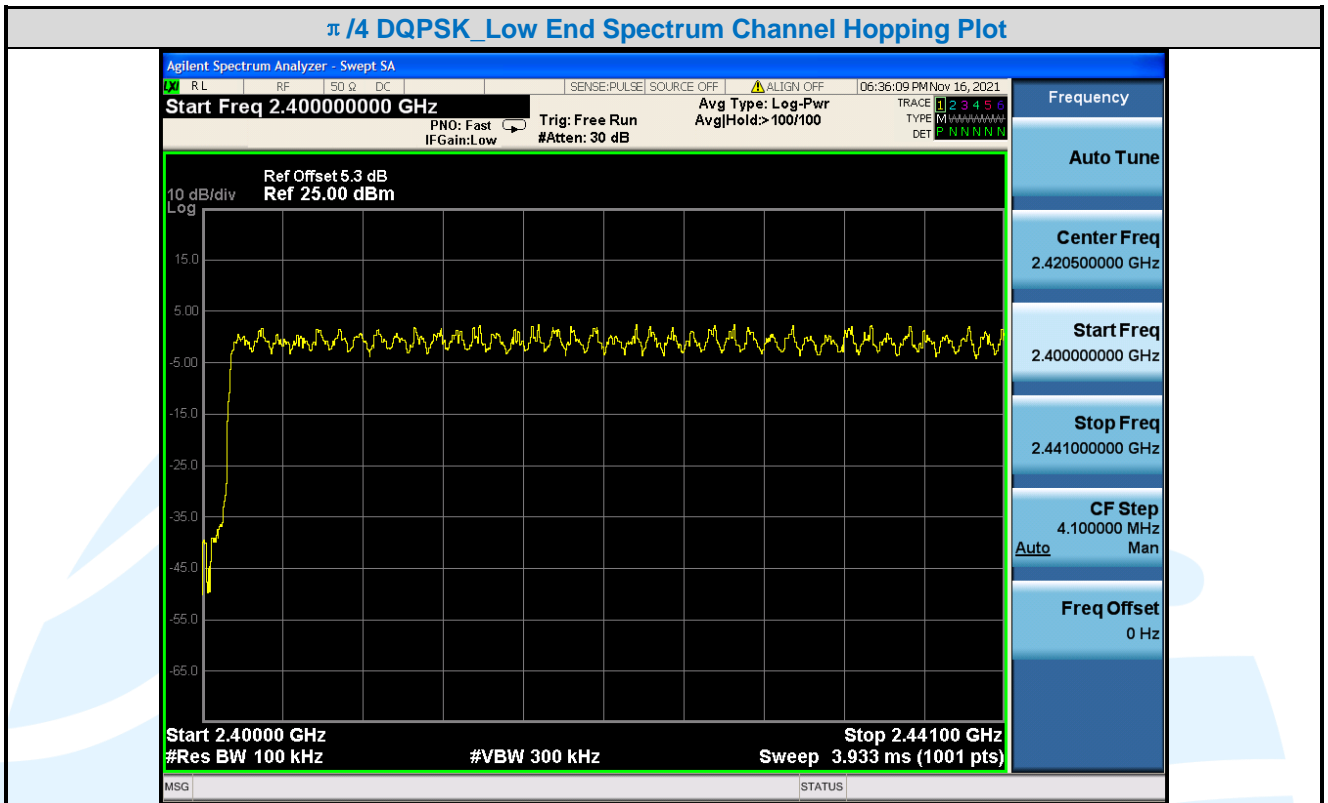 π/4 DQPSK_Low End Spectrum Channel Hopping Plot
Agilent Spectrum Analyzer - Swept SA
LXI RL RF 50 Ω DC SENSE:PULSE SOURCE OFF ALIGN OFF 06:36:09 PM Nov 16, 2021
Start Freq 2.400000000 GHz
PNO: Fast
IFGain:Low
Trig: Free Run
#Atten: 30 dB
Avg Type: Log-Pwr
Avg|Hold:>100/100
TRACE 1 2 3 4 5 6
TYPE MWWWWW
DET P N N N N N
Ref Offset 5.3 dB
10 dB/div Ref 25.00 dBm
Log
15.0
5.00
-5.00
-15.0
-25.0
-35.0
-45.0
-55.0
-65.0
Start 2.40000 GHz Stop 2.44100 GHz
#Res BW 100 kHz #VBW 300 kHz Sweep 3.933 ms (1001 pts)
MSG STATUS
Frequency
Auto Tune
Center Freq
2.420500000 GHz
Start Freq
2.400000000 GHz
Stop Freq
2.441000000 GHz
CF Step
4.100000 MHz
Auto Man
Freq Offset
0 Hz